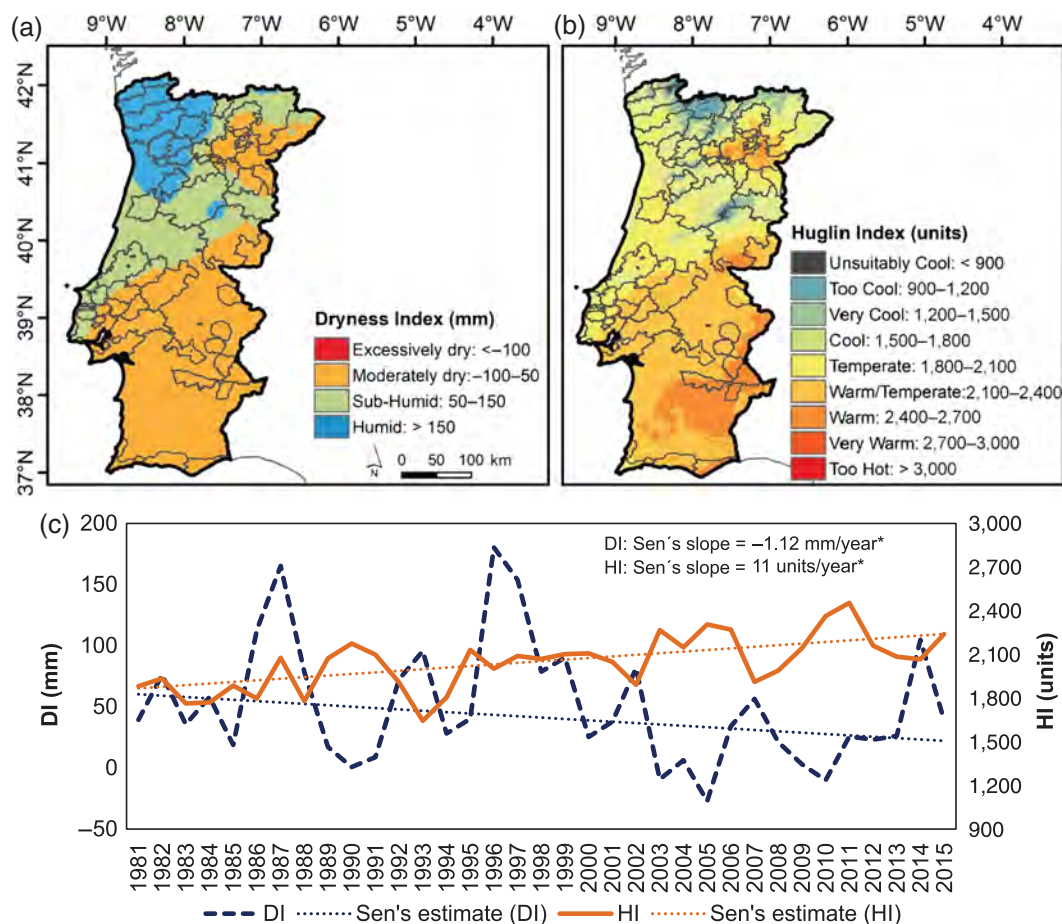 (a)
9°W 8°W 7°W 6°W 5°W 4°W
42°N
41°N
40°N
39°N
38°N
37°N
Dryness Index (mm)
Excessively dry: <–100
Moderately dry:–100–50
Sub-Humid: 50–150
Humid: > 150
N
0 50 100 km
(b)
9°W 8°W 7°W 6°W 5°W 4°W
Huglin Index (units)
Unsuitably Cool: < 900
Too Cool: 900–1,200
Very Cool: 1,200–1,500
Cool: 1,500–1,800
Temperate: 1,800–2,100
Warm/Temperate:2,100–2,400
Warm: 2,400–2,700
Very Warm: 2,700–3,000
Too Hot: > 3,000
(c)
DI (mm)
200
150
100
50
0
–50
DI: Sen´s slope = –1.12 mm/year*
HI: Sen´s slope = 11 units/year*
3,000
2,700
2,400
2,100
1,800
1,500
1,200
900
HI (units)
1981 1982 1983 1984 1985 1986 1987 1988 1989 1990 1991 1992 1993 1994 1995 1996 1997 1998 1999 2000 2001 2002 2003 2004 2005 2006 2007 2008 2009 2010 2011 2012 2013 2014 2015
DI Sen's estimate (DI) HI Sen's estimate (HI)